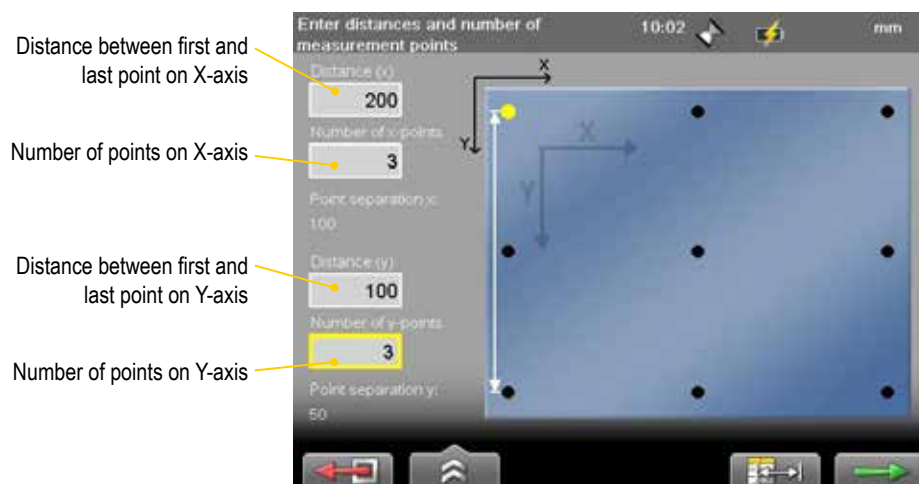 Enter distances and number of
measurement points
10:02
mm
Distance between first and
last point on X-axis
Distance (x)
200
Number of x-points
Number of points on X-axis
3
Point separation x:
100
Distance between first and
last point on Y-axis
Distance (y)
100
Number of y-points
Number of points on Y-axis
3
Point separation y:
50
X
Y
X
Y